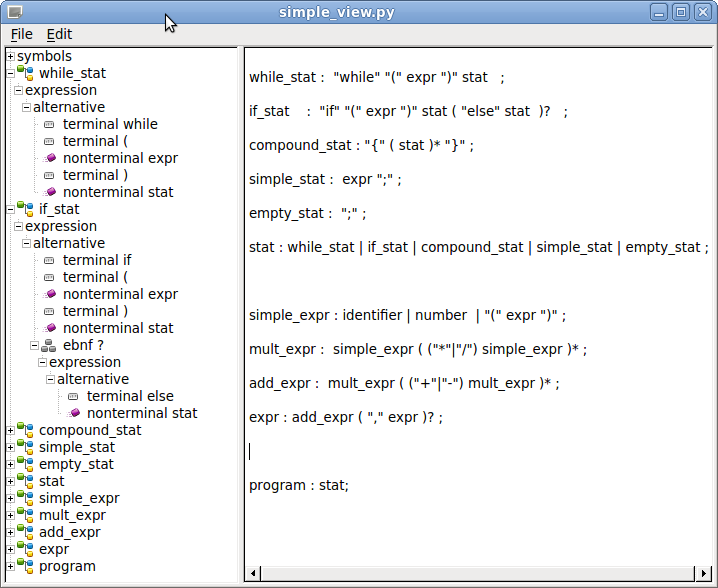 simple_view.py
File Edit
symbols
while_stat
expression
alternative
terminal while
terminal (
nonterminal expr
terminal )
nonterminal stat
if_stat
expression
alternative
terminal if
terminal (
nonterminal expr
terminal )
nonterminal stat
ebnf ?
expression
alternative
terminal else
nonterminal stat
compound_stat
simple_stat
empty_stat
stat
simple_expr
mult_expr
add_expr
expr
program
while_stat :  "while" "(" expr ")" stat   ;
if_stat    :  "if" "(" expr ")" stat ( "else" stat  )?   ;
compound_stat : "{" ( stat )* "}" ;
simple_stat :  expr ";" ;
empty_stat :  ";" ;
stat : while_stat | if_stat | compound_stat | simple_stat | empty_stat ;
simple_expr : identifier | number  | "(" expr ")" ;
mult_expr :  simple_expr ( ("*"|"/") simple_expr )* ;
add_expr :  mult_expr ( ("+"|"-") mult_expr )* ;
expr : add_expr ( "," expr )? ;
program : stat;